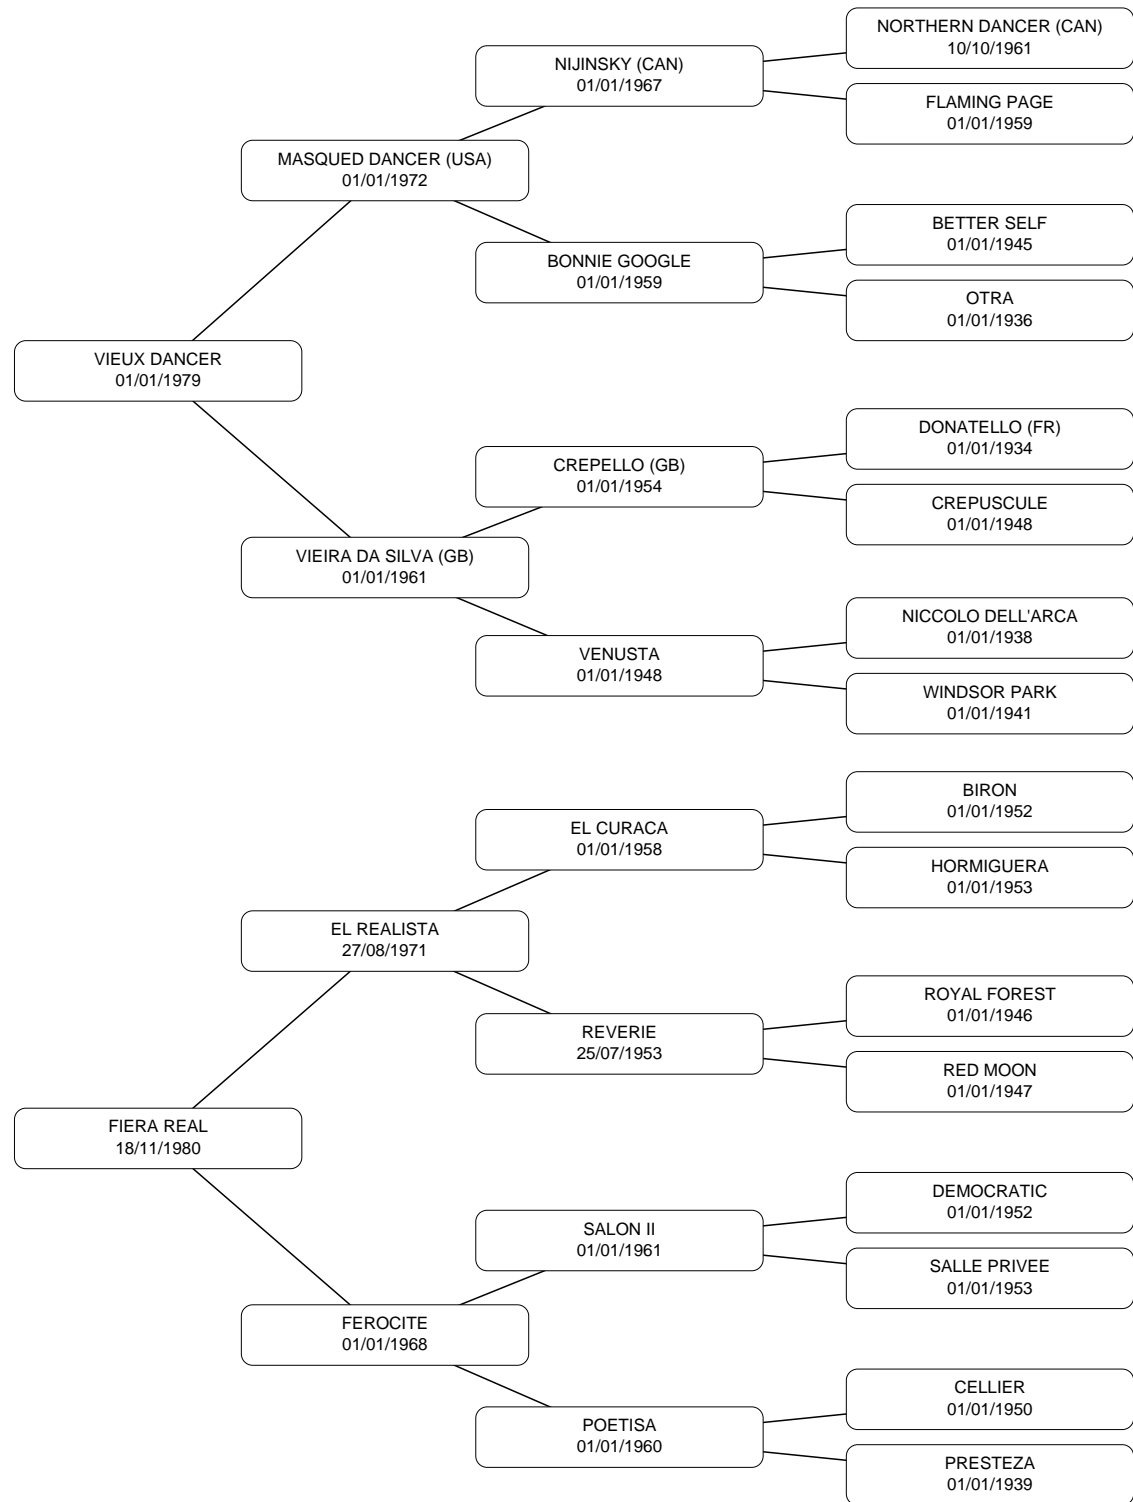 NORTHERN DANCER (CAN)
10/10/1961
NIJINSKY (CAN)
01/01/1967
FLAMING PAGE
01/01/1959
MASQUED DANCER (USA)
01/01/1972
BETTER SELF
01/01/1945
BONNIE GOOGLE
01/01/1959
OTRA
01/01/1936
VIEUX DANCER
01/01/1979
DONATELLO (FR)
01/01/1934
CREPELLO (GB)
01/01/1954
CREPUSCULE
01/01/1948
VIEIRA DA SILVA (GB)
01/01/1961
NICCOLO DELL'ARCA
01/01/1938
VENUSTA
01/01/1948
WINDSOR PARK
01/01/1941
BIRON
01/01/1952
EL CURACA
01/01/1958
HORMIGUERA
01/01/1953
EL REALISTA
27/08/1971
ROYAL FOREST
01/01/1946
REVERIE
25/07/1953
RED MOON
01/01/1947
FIERA REAL
18/11/1980
DEMOCRATIC
01/01/1952
SALON II
01/01/1961
SALLE PRIVEE
01/01/1953
FEROCITE
01/01/1968
CELLIER
01/01/1950
POETISA
01/01/1960
PRESTEZA
01/01/1939